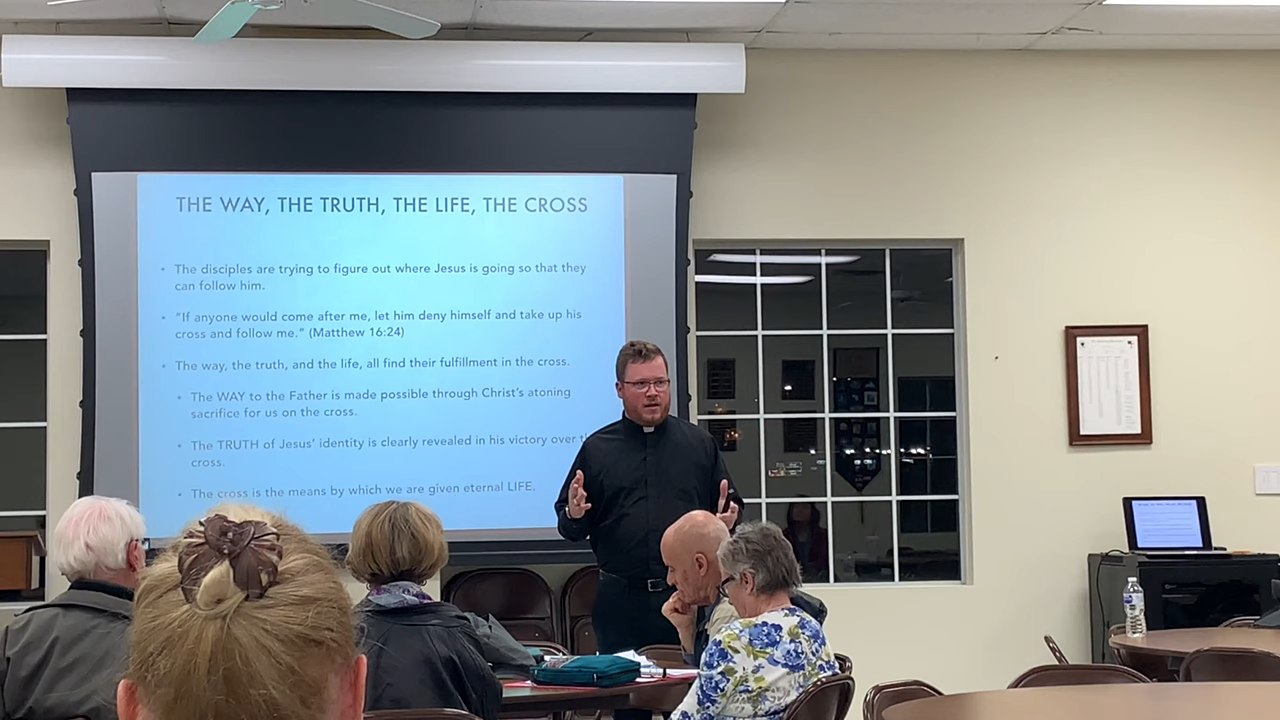 THE WAY, THE TRUTH, THE LIFE, THE CROSS
• The disciples are trying to figure out where Jesus is going so that they
can follow him.
• "If anyone would come after me, let him deny himself and take up his
cross and follow me." (Matthew 16:24)
• The way, the truth, and the life, all find their fulfillment in the cross.
• The WAY to the Father is made possible through Christ's atoning
sacrifice for us on the cross.
• The TRUTH of Jesus' identity is clearly revealed in his victory over
cross.
• The cross is the means by which we are given eternal LIFE.